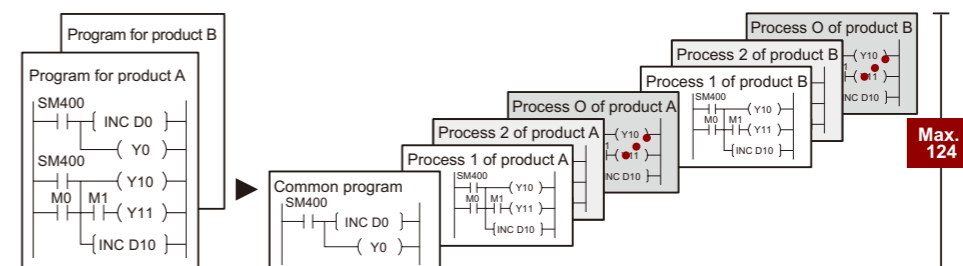 Program for product B
Program for product A
SM400
INC D0
Y0
SM400
Y10
M0 M1
Y11
INC D10
Common program
SM400
INC D0
Y0
Process 1 of product A
SM400
Y10
M0 M1
Y11
INC D10
Process 2 of product A
Process O of product A
Y10
INC D10
Process 1 of product B
SM400
Y10
M0 M1
Y11
INC D10
Process 2 of product B
Process O of product B
Y10
INC D10
Max.
124